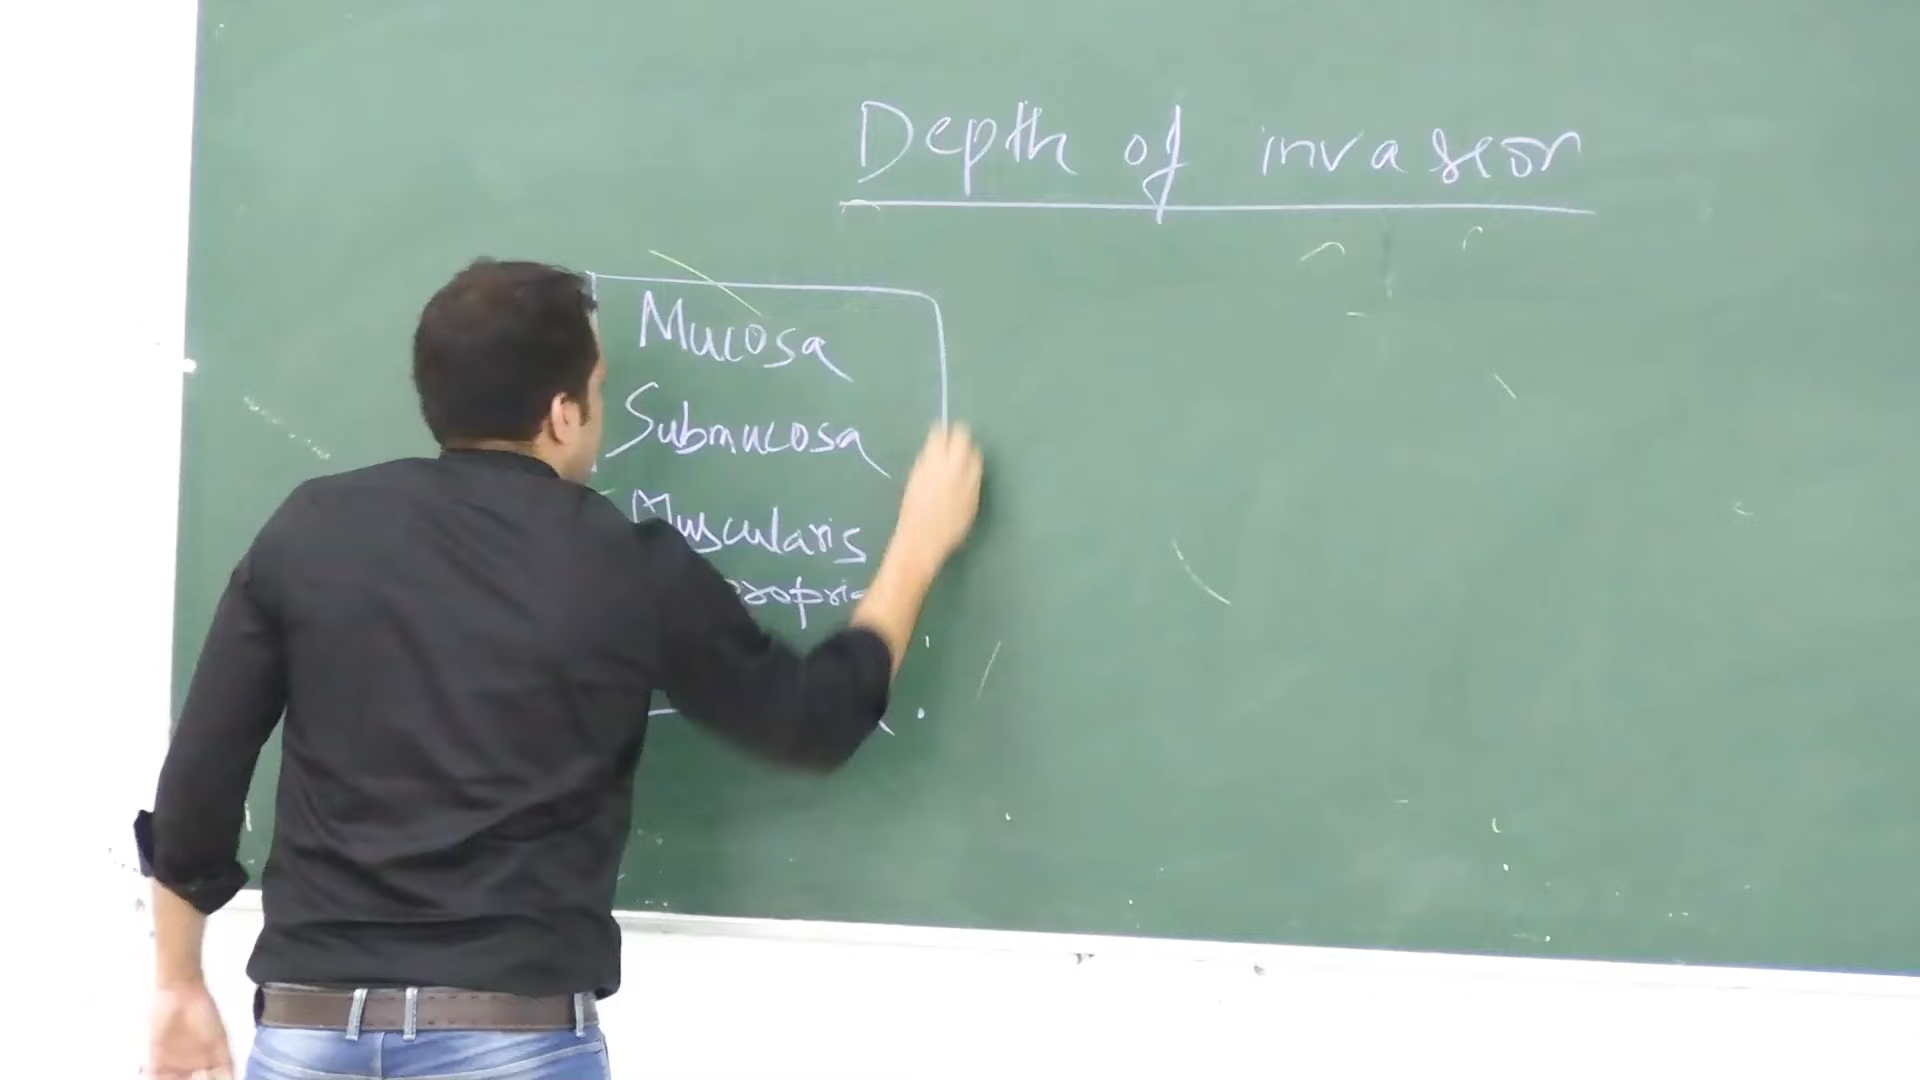 Depth of invasion
Mucosa
Submucosa
Muscularis
propria